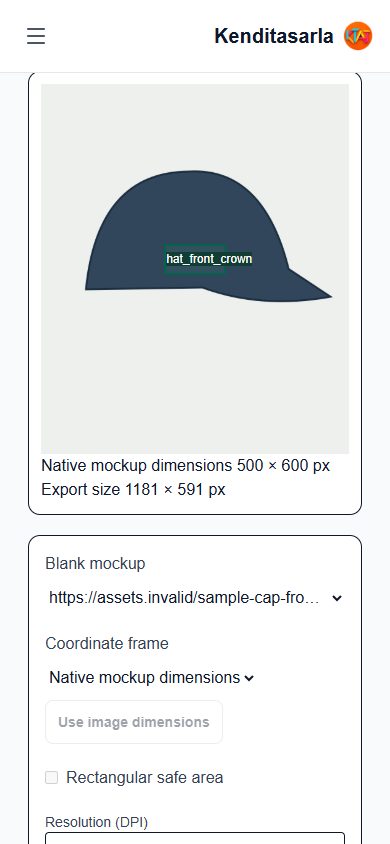 Kenditasarla
KTAT
hat_front_crown
Native mockup dimensions 500 × 600 px
Export size 1181 × 591 px
Blank mockup
https://assets.invalid/sample-cap-fro…
Coordinate frame
Native mockup dimensions
Use image dimensions
Rectangular safe area
Resolution (DPI)